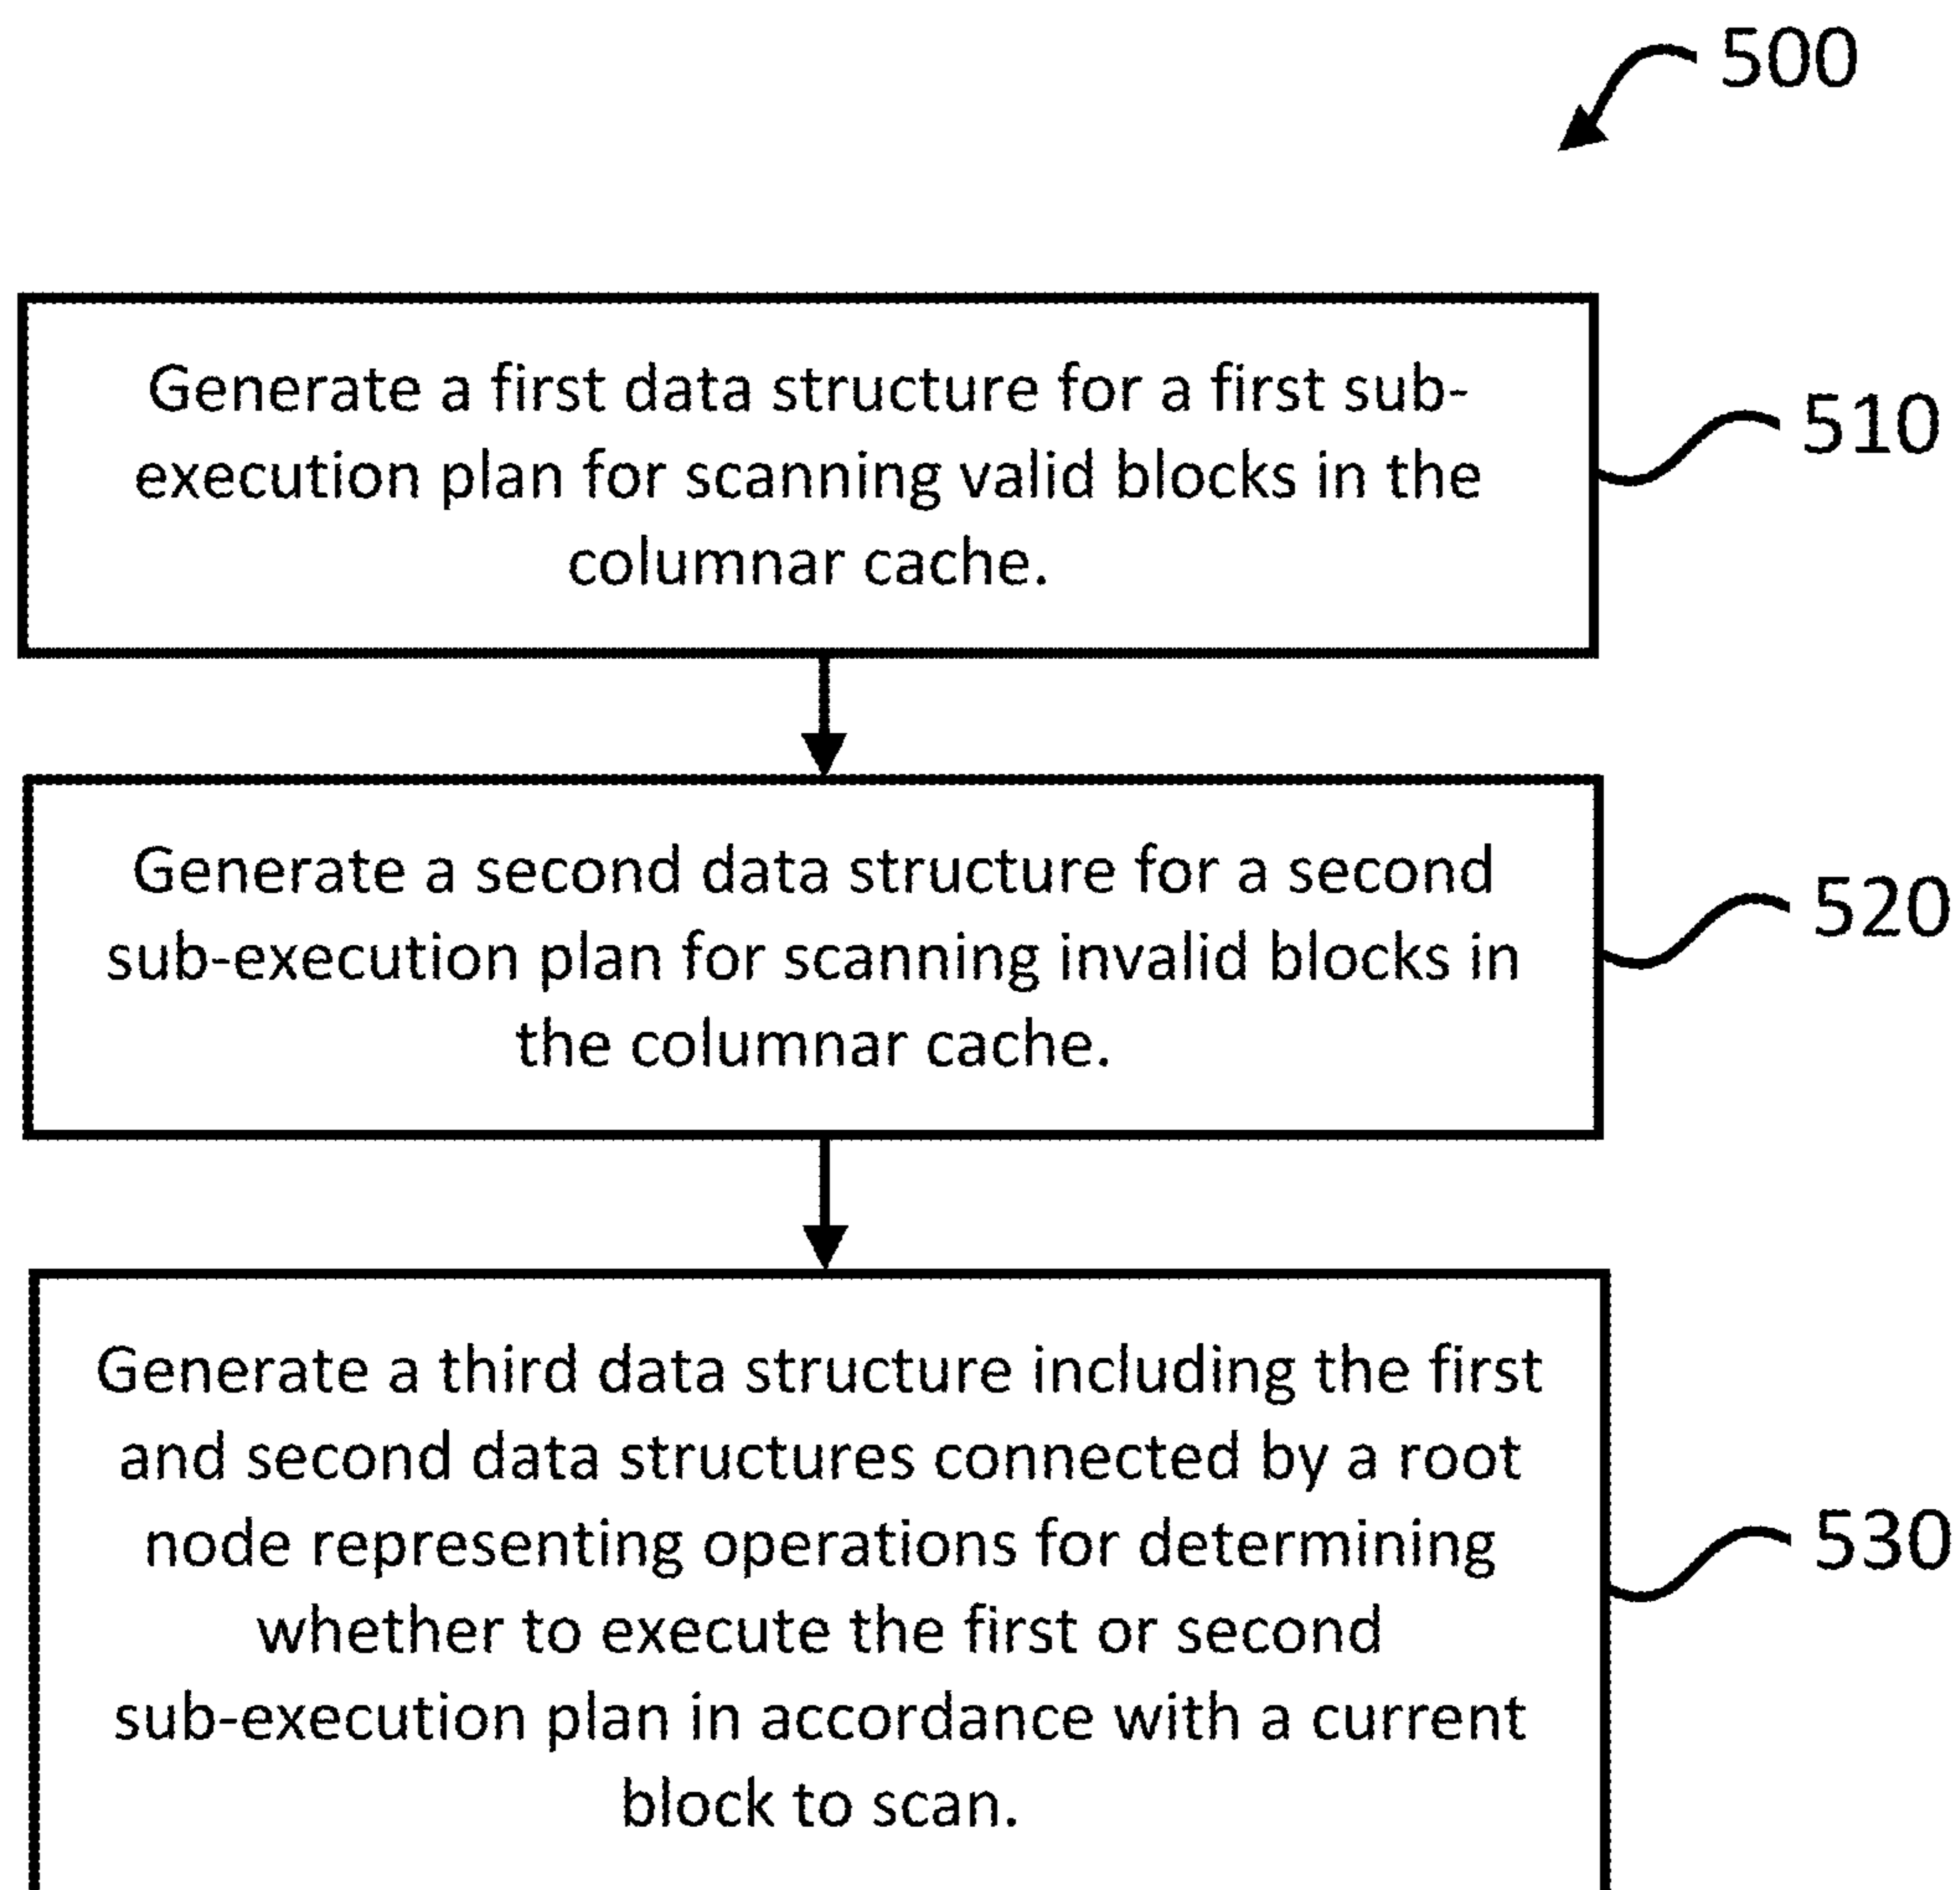 500
Generate a first data structure for a first sub-
execution plan for scanning valid blocks in the
columnar cache.
510
Generate a second data structure for a second
sub-execution plan for scanning invalid blocks in
the columnar cache.
520
Generate a third data structure including the first
and second data structures connected by a root
node representing operations for determining
whether to execute the first or second
sub-execution plan in accordance with a current
block to scan.
530